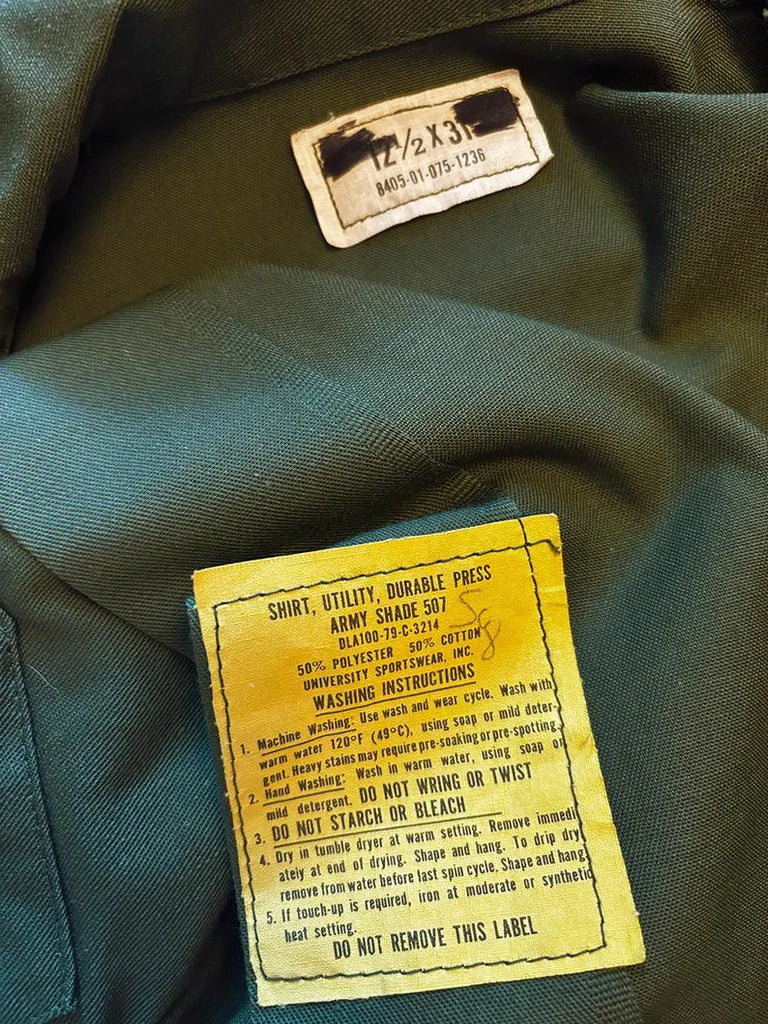 12 1/2 X 31
8405-01-075-1236
SHIRT, UTILITY, DURABLE PRESS
ARMY SHADE 507
DLA100-79-C-3214
58
50% POLYESTER 50% COTTON
UNIVERSITY SPORTSWEAR, INC.
WASHING INSTRUCTIONS
1. Machine Washing: Use wash and wear cycle. Wash with
warm water 120°F (49°C), using soap or mild deter-
gent. Heavy stains may require pre-soaking or pre-spotting.
2. Hand Washing: Wash in warm water, using soap or
mild detergent. DO NOT WRING OR TWIST
3. DO NOT STARCH OR BLEACH
4. Dry in tumble dryer at warm setting. Remove immedi
ately at end of drying. Shape and hang. To drip dry
remove from water before last spin cycle. Shape and hang
5. If touch-up is required, iron at moderate or synthetic
heat setting.
DO NOT REMOVE THIS LABEL